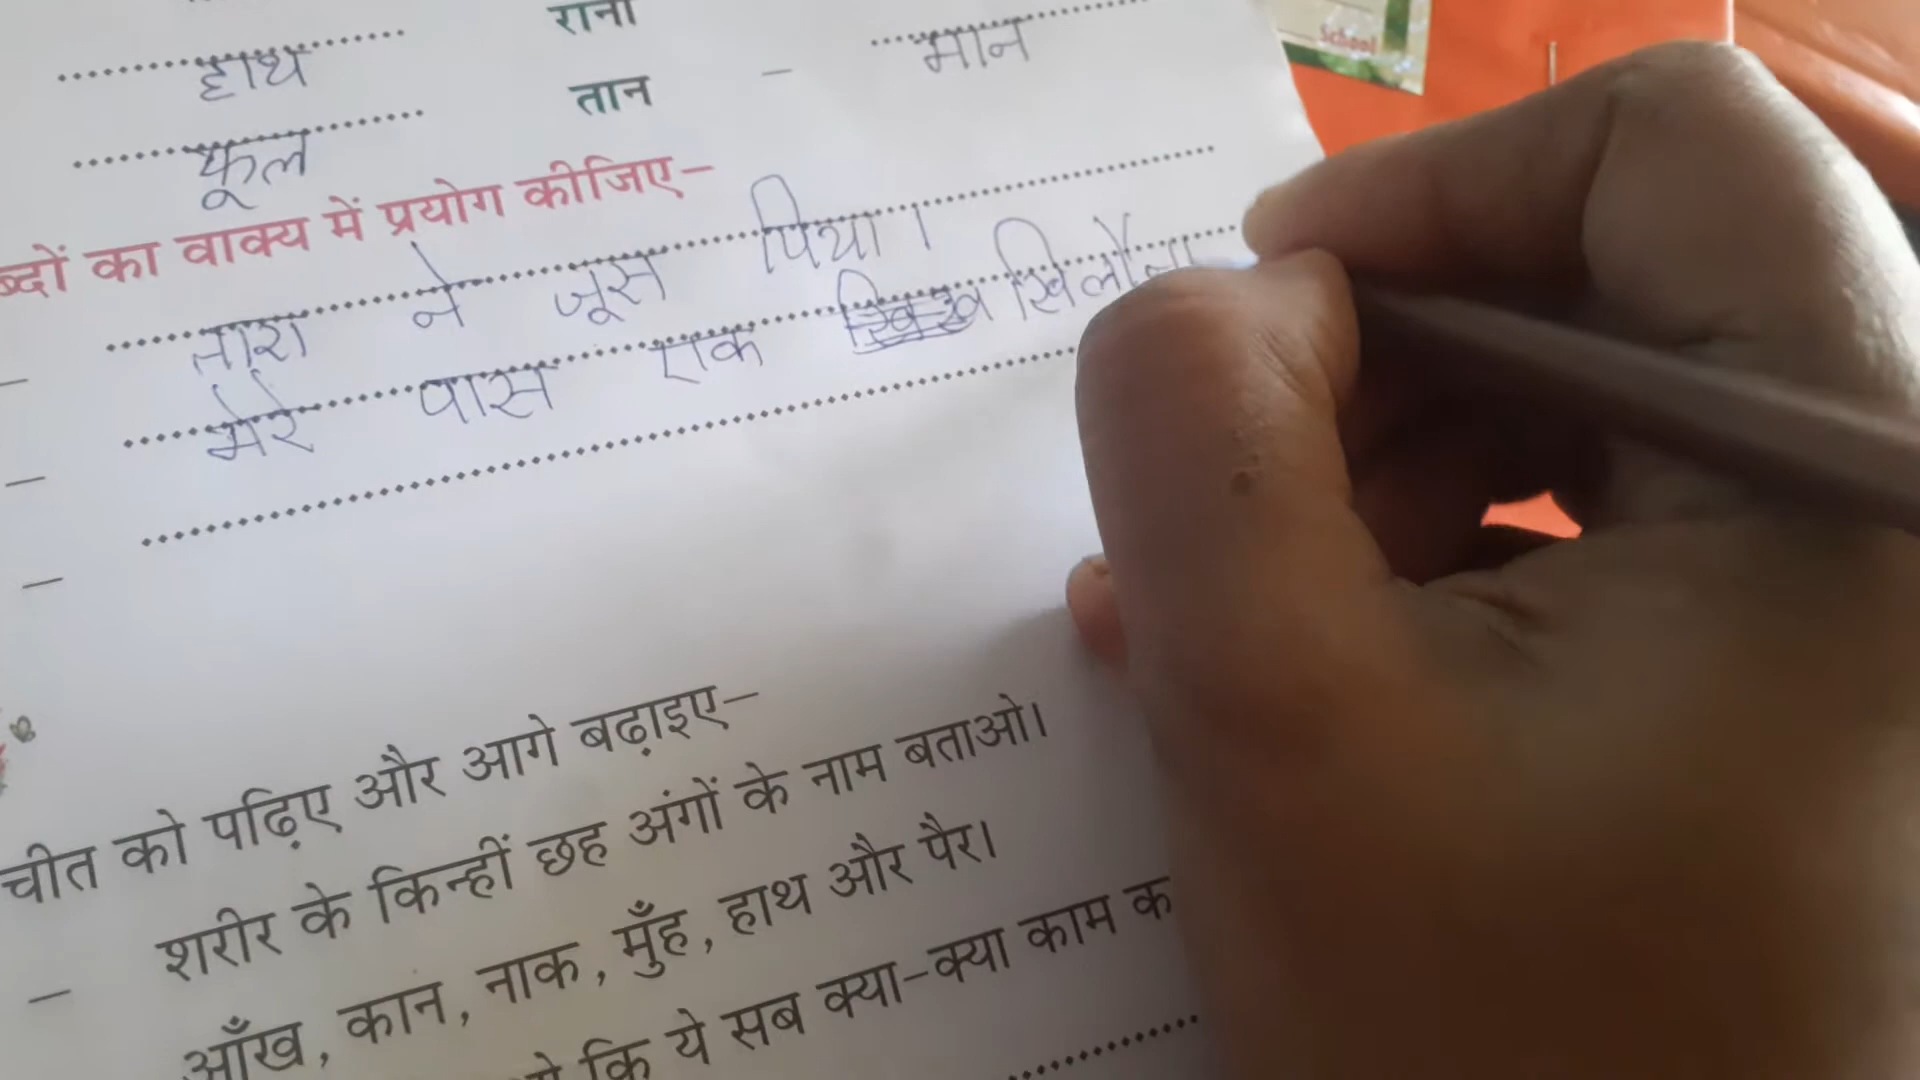 राना
School
हाथ
तान – मान
फूल
ब्दों का वाक्य में प्रयोग कीजिए–
– तारा ने जूस पिया।
– मेरे पास एक खिलौना
–
चीत को पढ़िए और आगे बढ़ाइए–
शरीर के किन्हीं छह अंगों के नाम बताओ।
– आँख, कान, नाक, मुँह, हाथ और पैर।
कि ये सब क्या-क्या काम क